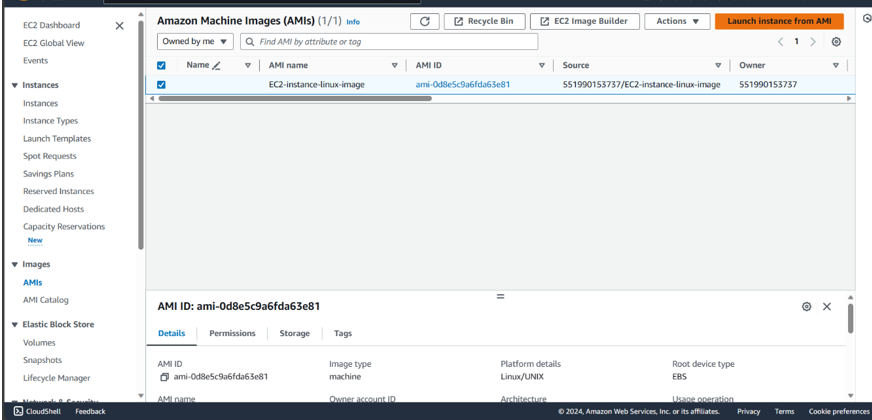 EC2 Dashboard
EC2 Global View
Events
Instances
Instances
Instance Types
Launch Templates
Spot Requests
Savings Plans
Reserved Instances
Dedicated Hosts
Capacity Reservations
New
Images
AMIs
AMI Catalog
Elastic Block Store
Volumes
Snapshots
Lifecycle Manager
Network & Security
Amazon Machine Images (AMIs) (1/1) Info
Recycle Bin
EC2 Image Builder
Actions
Launch instance from AMI
Owned by me
Find AMI by attribute or tag
1
Name AMI name AMI ID Source Owner
EC2-instance-linux-image ami-0d8e5c9a6fda63e81 551990153737/EC2-instance-linux-image 551990153737
AMI ID: ami-0d8e5c9a6fda63e81
Details Permissions Storage Tags
AMI ID Image type Platform details Root device type
ami-0d8e5c9a6fda63e81 machine Linux/UNIX EBS
AMI name Owner account ID Architecture Usage operation
CloudShell Feedback © 2024, Amazon Web Services, Inc. or its affiliates. Privacy Terms Cookie preferences